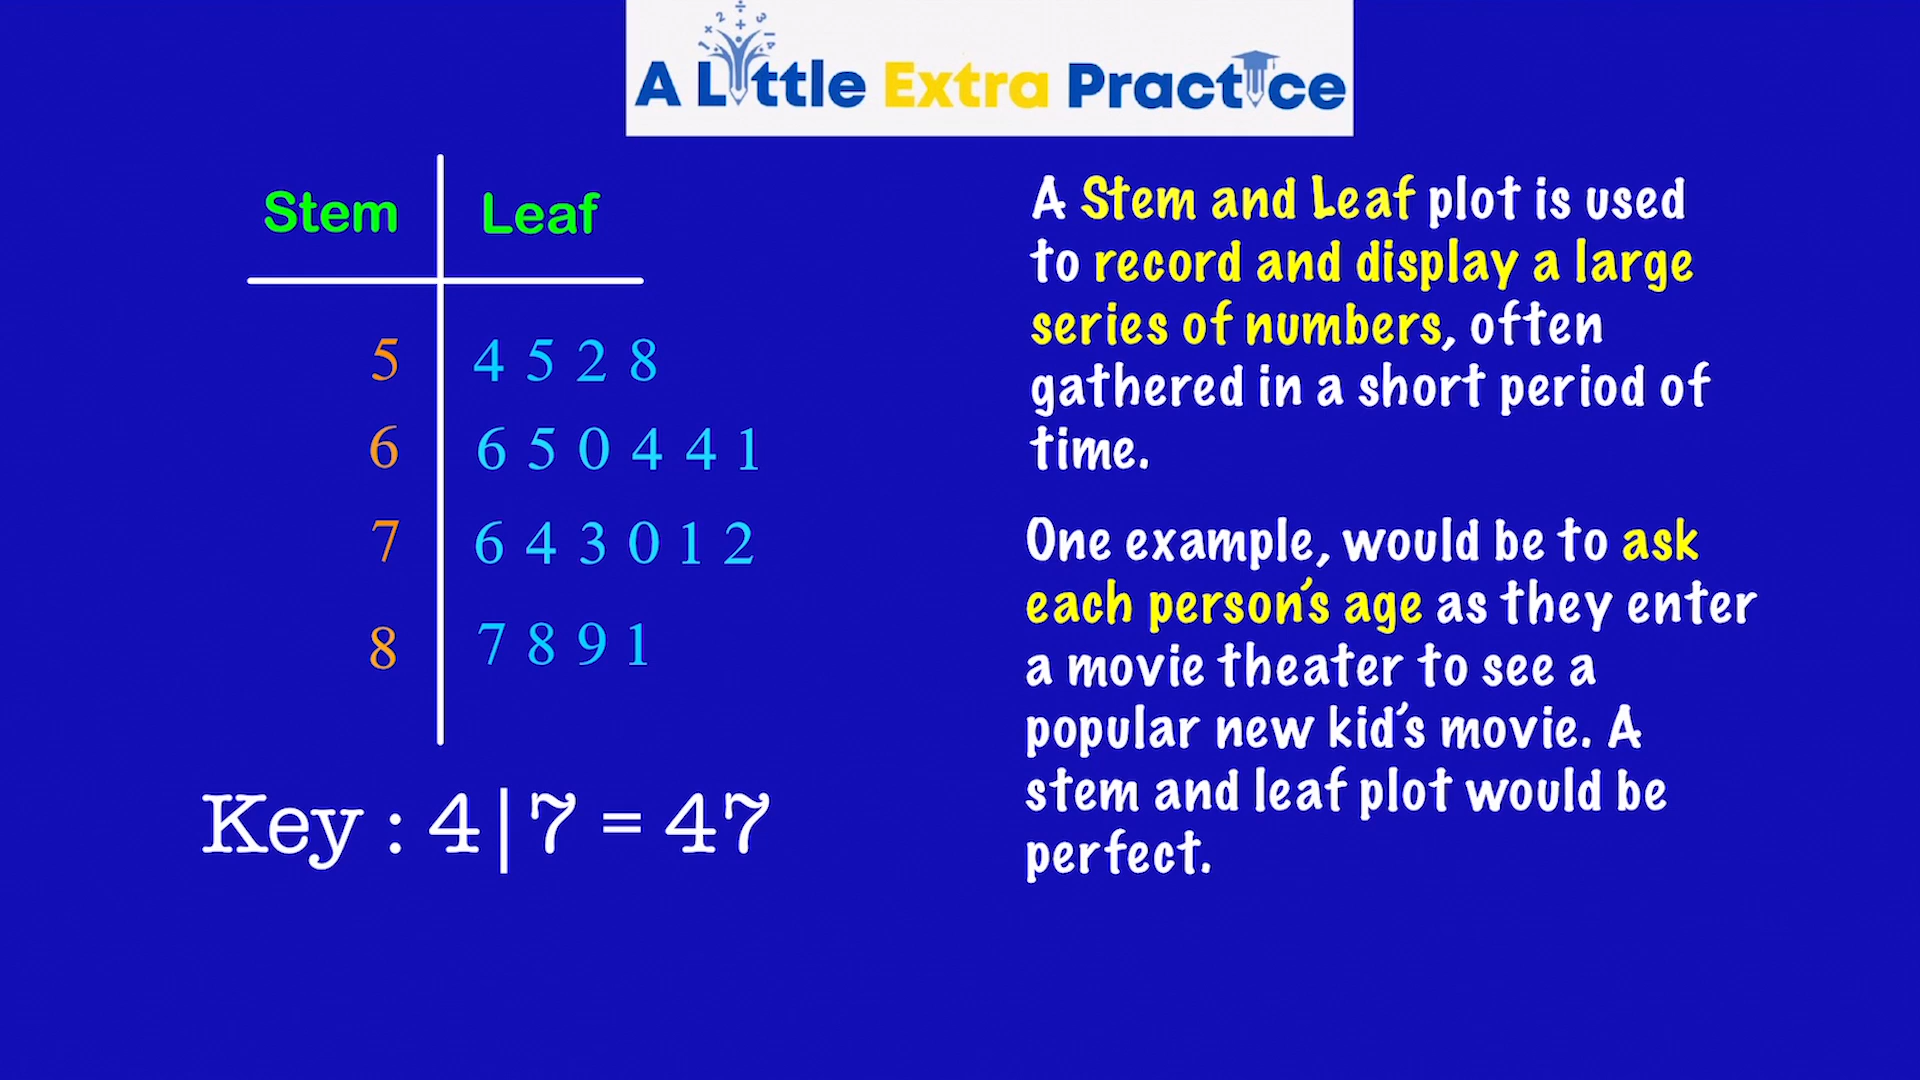 A Little Extra Practice
Stem Leaf
5 4 5 2 8
6 6 5 0 4 4 1
7 6 4 3 0 1 2
8 7 8 9 1
Key : 4|7 = 47
A Stem and Leaf plot is used
to record and display a large
series of numbers, often
gathered in a short period of
time.
One example, would be to ask
each person's age as they enter
a movie theater to see a
popular new kid's movie. A
stem and leaf plot would be
perfect.